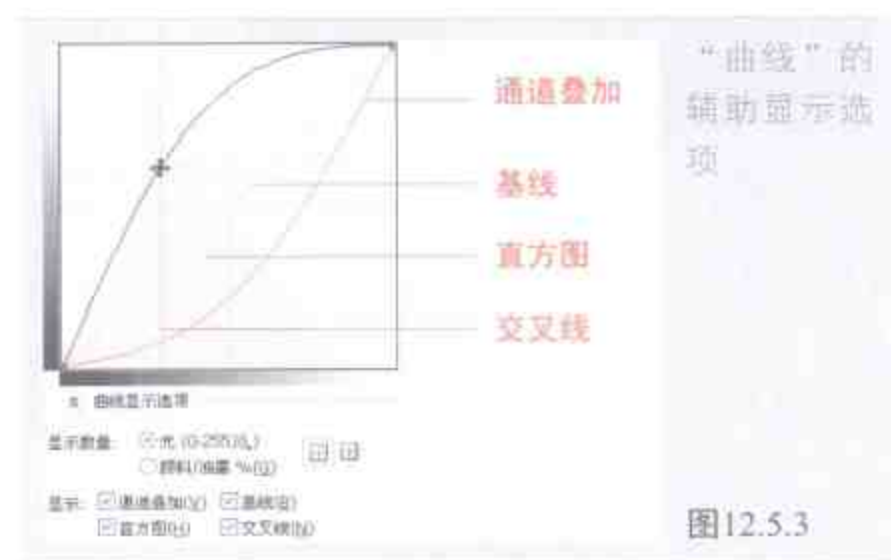 通道叠加
基线
直方图
交叉线
“曲线”的
辅助显示选
项
曲线显示选项
显示数量: 光 (0-255)(L)
颜料/油墨 %(G)
显示: 通道叠加(V) 基线(B)
直方图(H) 交叉线(N)
图12.5.3